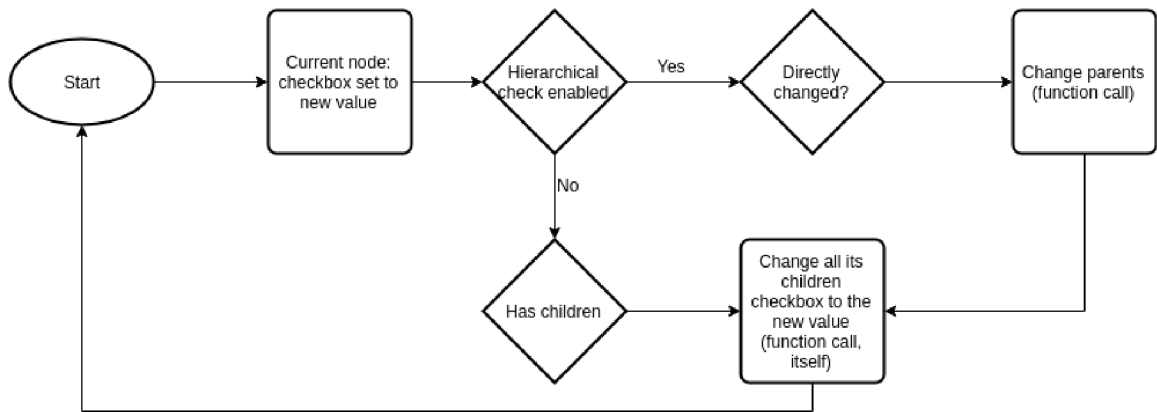 Start
Current node:
checkbox set to
new value
Hierarchical
check enabled
Yes
Directly
changed?
Change parents
(function call)
No
Has children
Change all its
children
checkbox to the
new value
(function call,
itself)